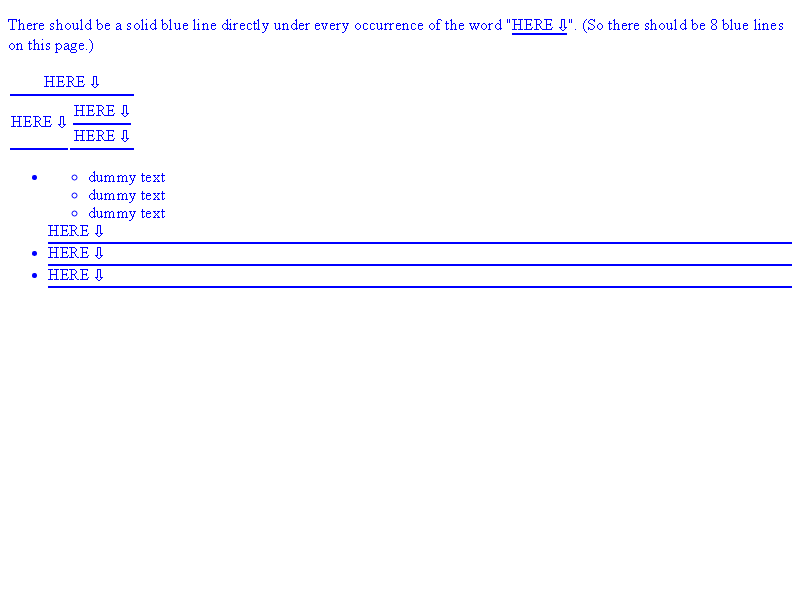 There should be a solid blue line directly under every occurrence of the word "HERE ⇩". (So there should be 8 blue lines
on this page.)
HERE ⇩
HERE ⇩
HERE ⇩
HERE ⇩
dummy text
dummy text
dummy text
HERE ⇩
HERE ⇩
HERE ⇩